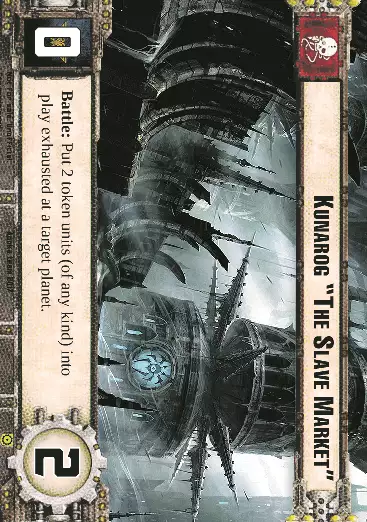 KUNAROG "THE SLAVE MARKET"
0
Battle: Put 2 token units (of any kind) into
play exhausted at a target planet.
2